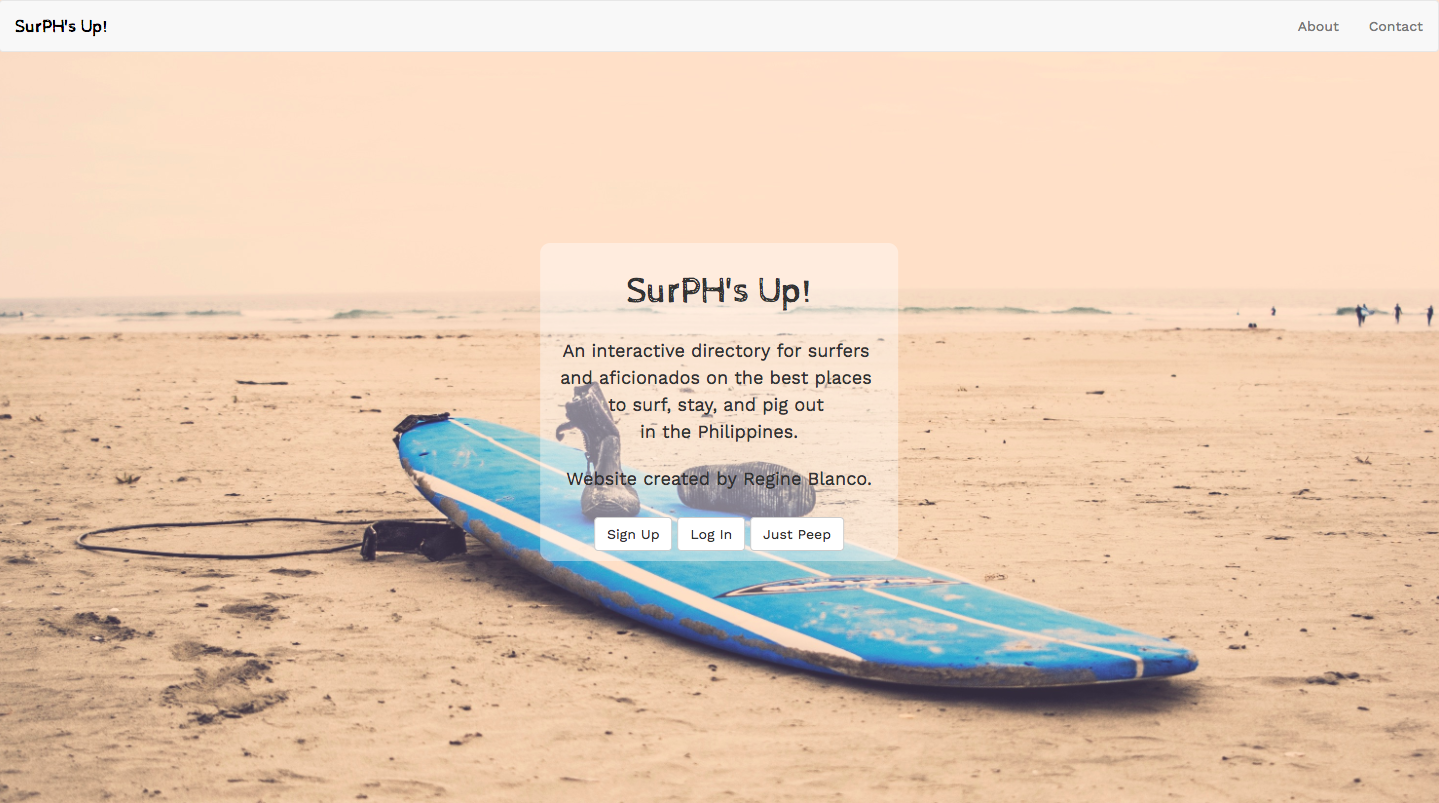 SurPH's Up!
About
Contact
SurPH's Up!
An interactive directory for surfers
and aficionados on the best places
to surf, stay, and pig out
in the Philippines.
Website created by Regine Blanco.
Sign Up
Log In
Just Peep